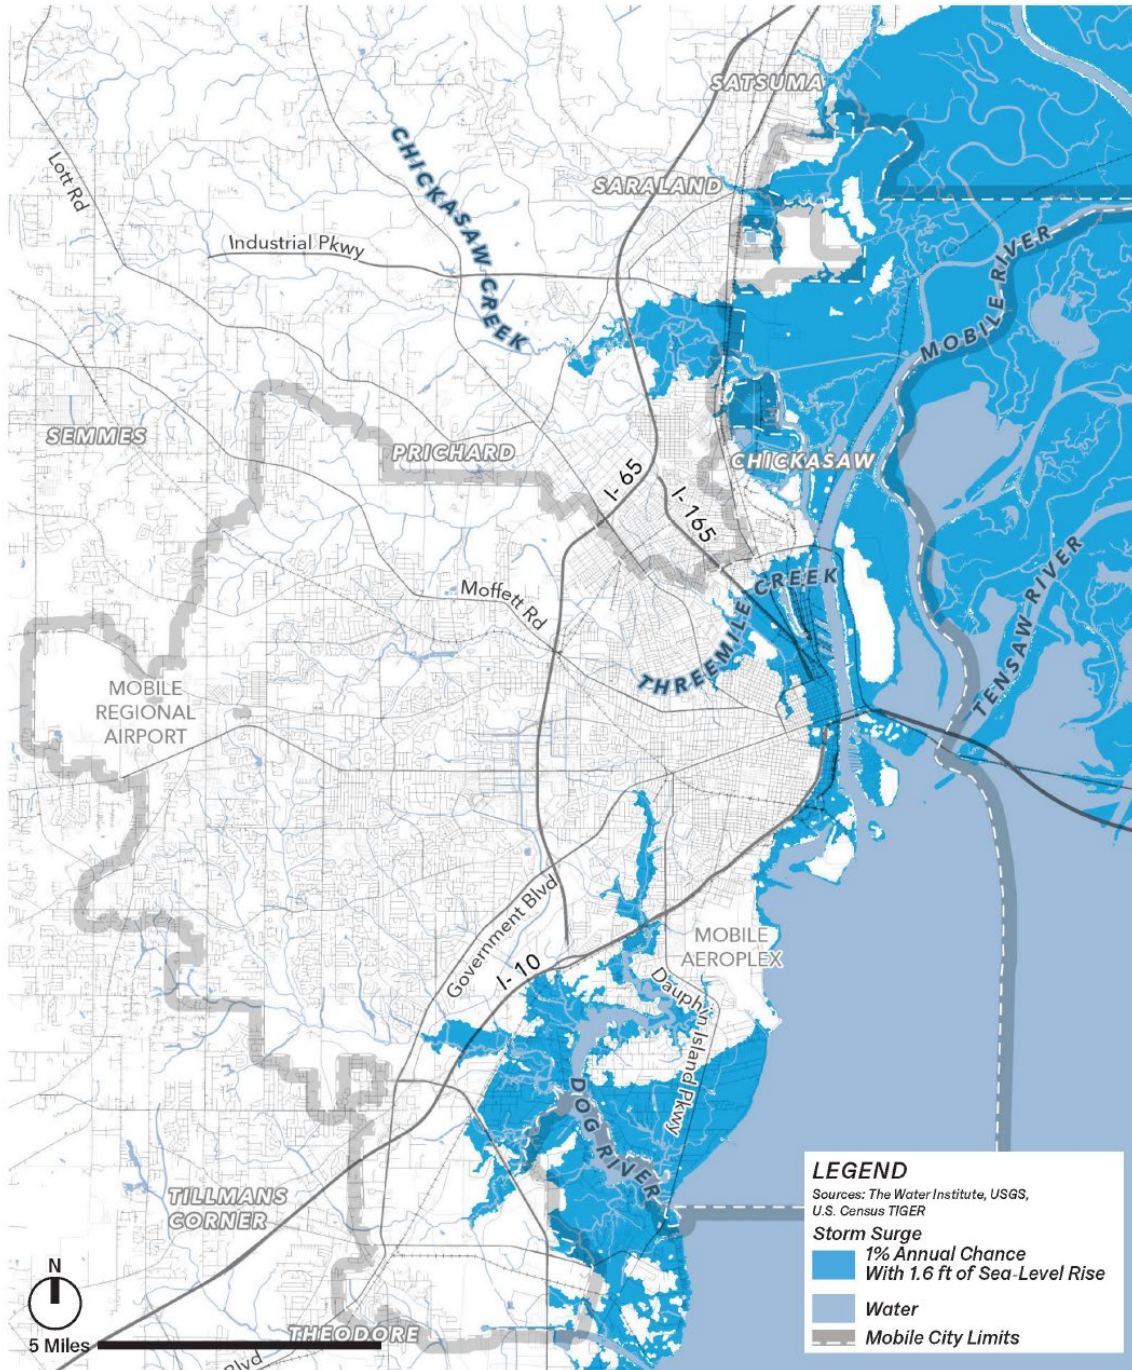 SATSUMA
CHICKASAW CREEK
Lott Rd
SARALAND
Industrial Pkwy
MOBILE RIVER
SEMMES
PRICHARD
CHICKASAW
I- 65
I- 165
Moffett Rd
THREEMILE CREEK
TENSAW RIVER
MOBILE
REGIONAL
AIRPORT
Government Blvd
I- 10
MOBILE
AEROPLEX
Dauphin Island Pkwy
DOG RIVER
TILLMANS
CORNER
THEODORE
Blvd
N
5 Miles
LEGEND
Sources: The Water Institute, USGS,
U.S. Census TIGER
Storm Surge
1% Annual Chance
With 1.6 ft of Sea-Level Rise
Water
Mobile City Limits